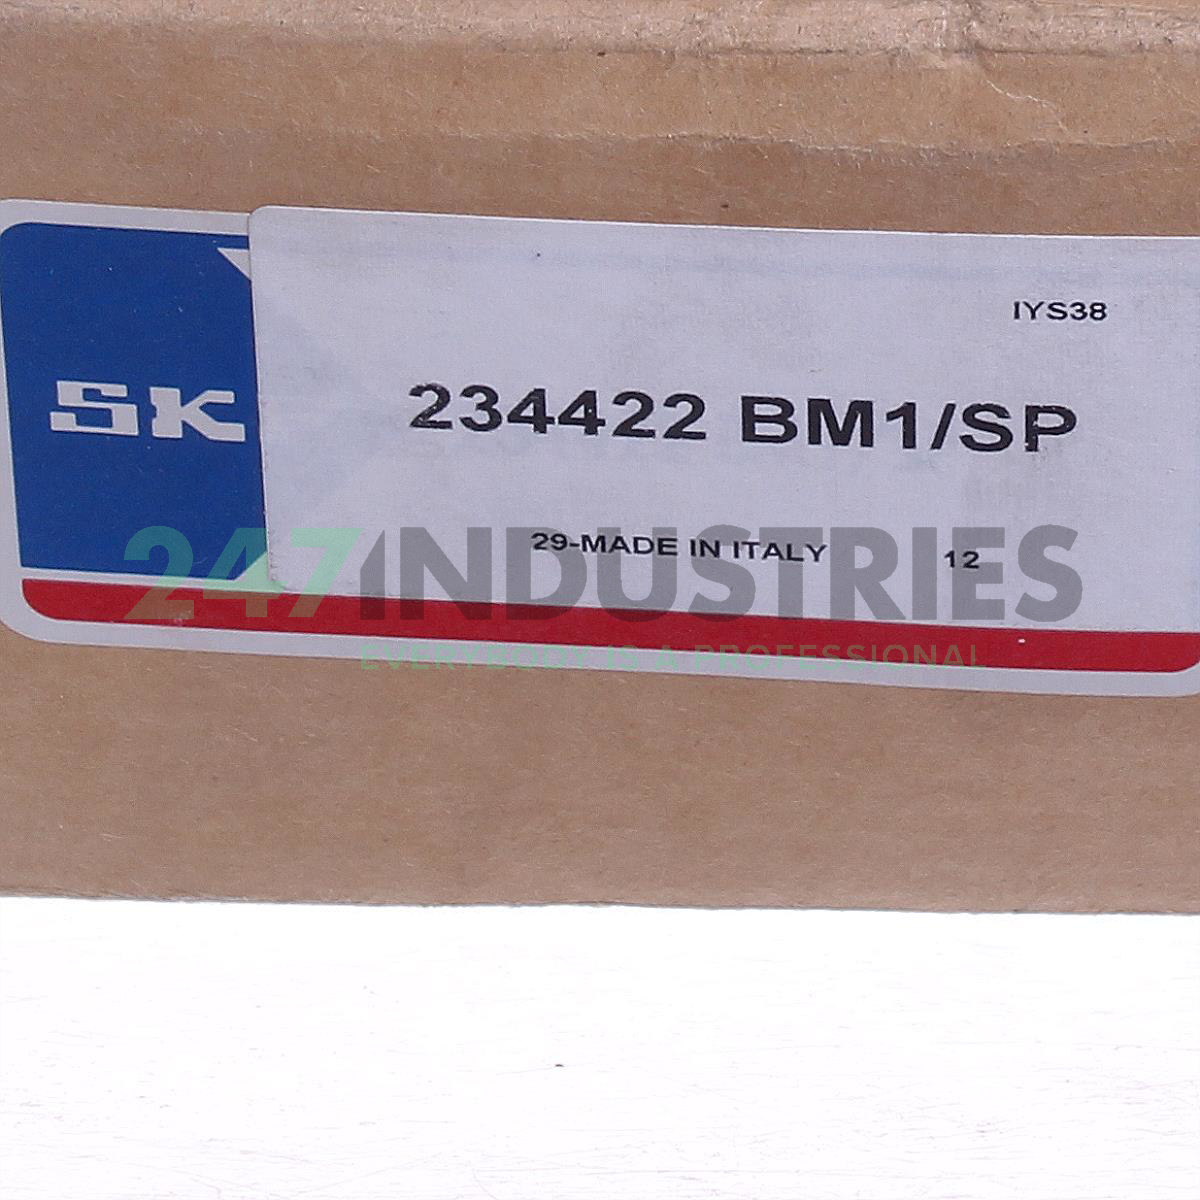 IYS38
SK
234422 BM1/SP
29-MADE IN ITALY 12
247INDUSTRIES
EVERYBODY IS A PROFESSIONAL